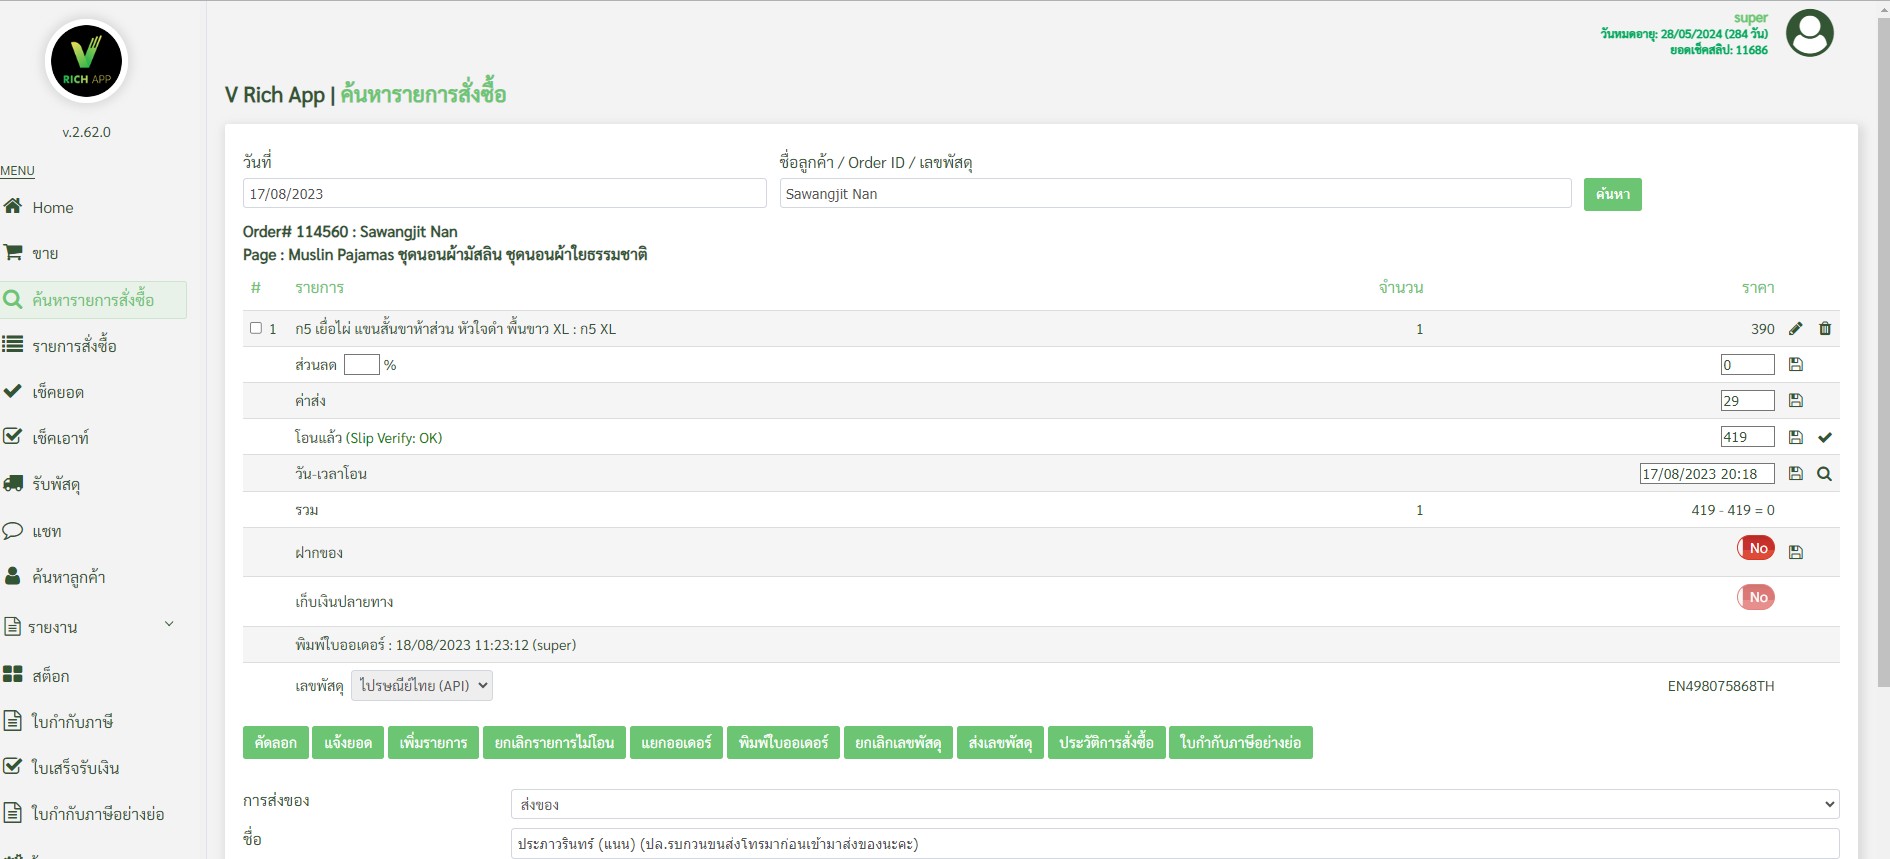 super
วันหมดอายุ: 28/05/2024 (284 วัน)
ยอดเช็คสลิป: 11686
V
RICH APP
v.2.62.0
MENU
Home
ขาย
ค้นหารายการสั่งซื้อ
รายการสั่งซื้อ
เช็คยอด
เช็คเอาท์
รับพัสดุ
แชท
ค้นหาลูกค้า
รายงาน
สต็อก
ใบกำกับภาษี
ใบเสร็จรับเงิน
ใบกำกับภาษีอย่างย่อ
V Rich App | ค้นหารายการสั่งซื้อ
วันที่ ชื่อลูกค้า / Order ID / เลขพัสดุ
17/08/2023 Sawangjit Nan ค้นหา
Order# 114560 : Sawangjit Nan
Page : Muslin Pajamas ชุดนอนผ้ามัสลิน ชุดนอนผ้าใยธรรมชาติ
# รายการ จำนวน ราคา
1 ก5 เยื่อไผ่ แขนสั้นขาห้าส่วน หัวใจดำ พื้นขาว XL : ก5 XL 1 390
ส่วนลด % 0
ค่าส่ง 29
โอนแล้ว (Slip Verify: OK) 419
วัน-เวลาโอน 17/08/2023 20:18
รวม 1 419 - 419 = 0
ฝากของ No
เก็บเงินปลายทาง No
พิมพ์ใบออเดอร์ : 18/08/2023 11:23:12 (super)
เลขพัสดุ ไปรษณีย์ไทย (API) EN498075868TH
คัดลอก แจ้งยอด เพิ่มรายการ ยกเลิกรายการไม่โอน แยกออเดอร์ พิมพ์ใบออเดอร์ ยกเลิกเลขพัสดุ ส่งเลขพัสดุ ประวัติการสั่งซื้อ ใบกำกับภาษีอย่างย่อ
การส่งของ ส่งของ
ชื่อ ประภาวรินทร์ (แนน) (ปล.รบกวนขนส่งโทรมาก่อนเข้ามาส่งของนะคะ)